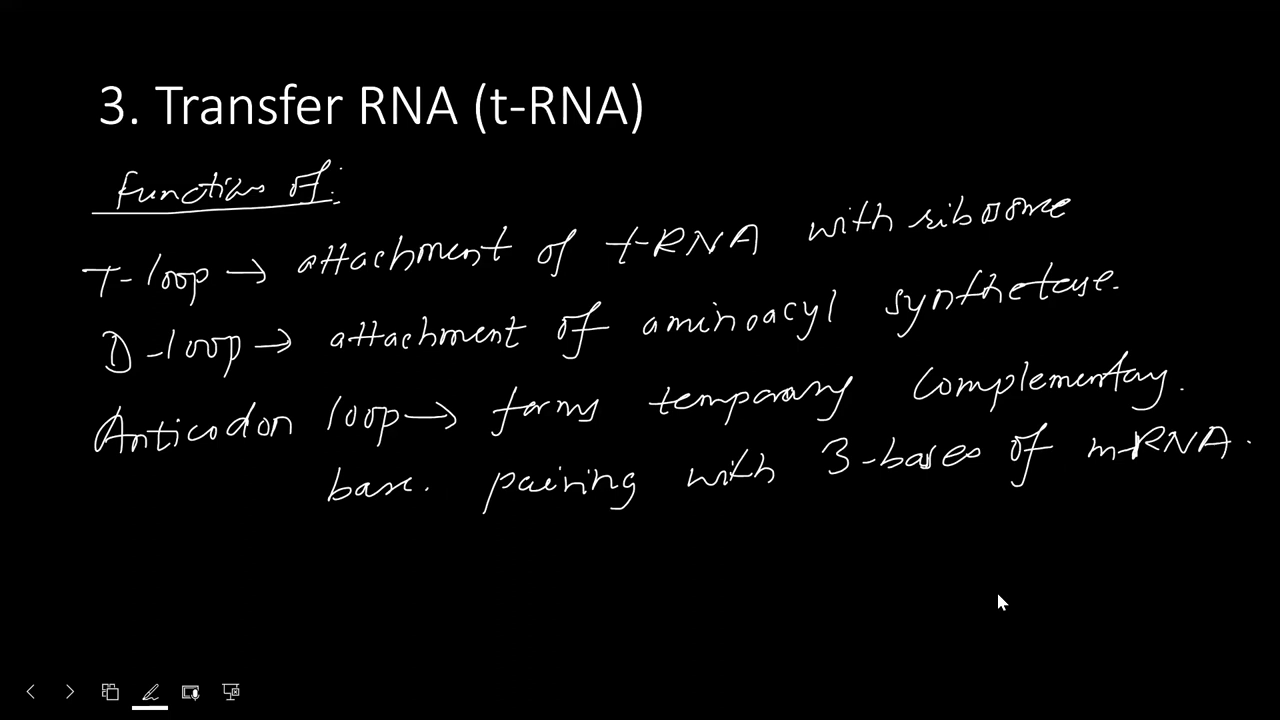 3. Transfer RNA (t-RNA)
Functions of:
T-loop → attachment of t-RNA with ribosome
D-loop → attachment of aminoacyl synthetase.
Anticodon loop → forms temporary complementary.
base. pairing with 3-bases of m-RNA.